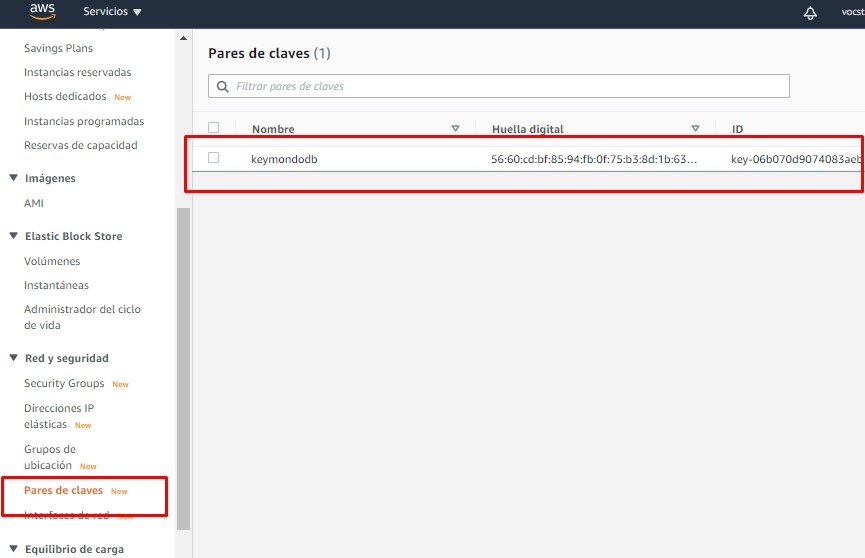 aws
Servicios
vocst
Savings Plans
Instancias reservadas
Hosts dedicados New
Instancias programadas
Reservas de capacidad
Imágenes
AMI
Elastic Block Store
Volúmenes
Instantáneas
Administrador del ciclo
de vida
Red y seguridad
Security Groups New
Direcciones IP
elásticas New
Grupos de
ubicación New
Pares de claves New
Interfaces de red New
Equilibrio de carga
Pares de claves (1)
Filtrar pares de claves
Nombre Huella digital ID
keymondodb 56:60:cd:bf:85:94:fb:0f:75:b3:8d:1b:63... key-06b070d9074083aeb